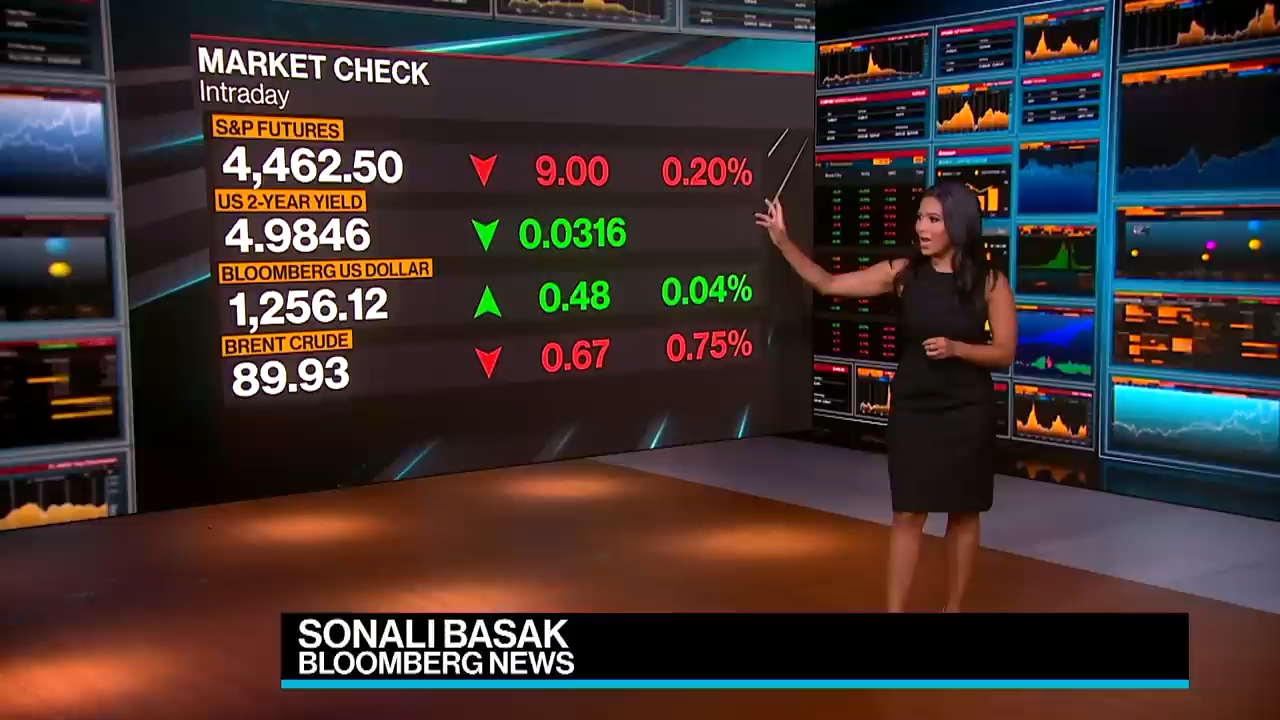 MARKET CHECK
Intraday
S&P FUTURES
4,462.50 9.00 0.20%
US 2-YEAR YIELD
4.9846 0.0316
BLOOMBERG US DOLLAR
1,256.12 0.48 0.04%
BRENT CRUDE
89.93 0.67 0.75%
SONALI BASAK
BLOOMBERG NEWS